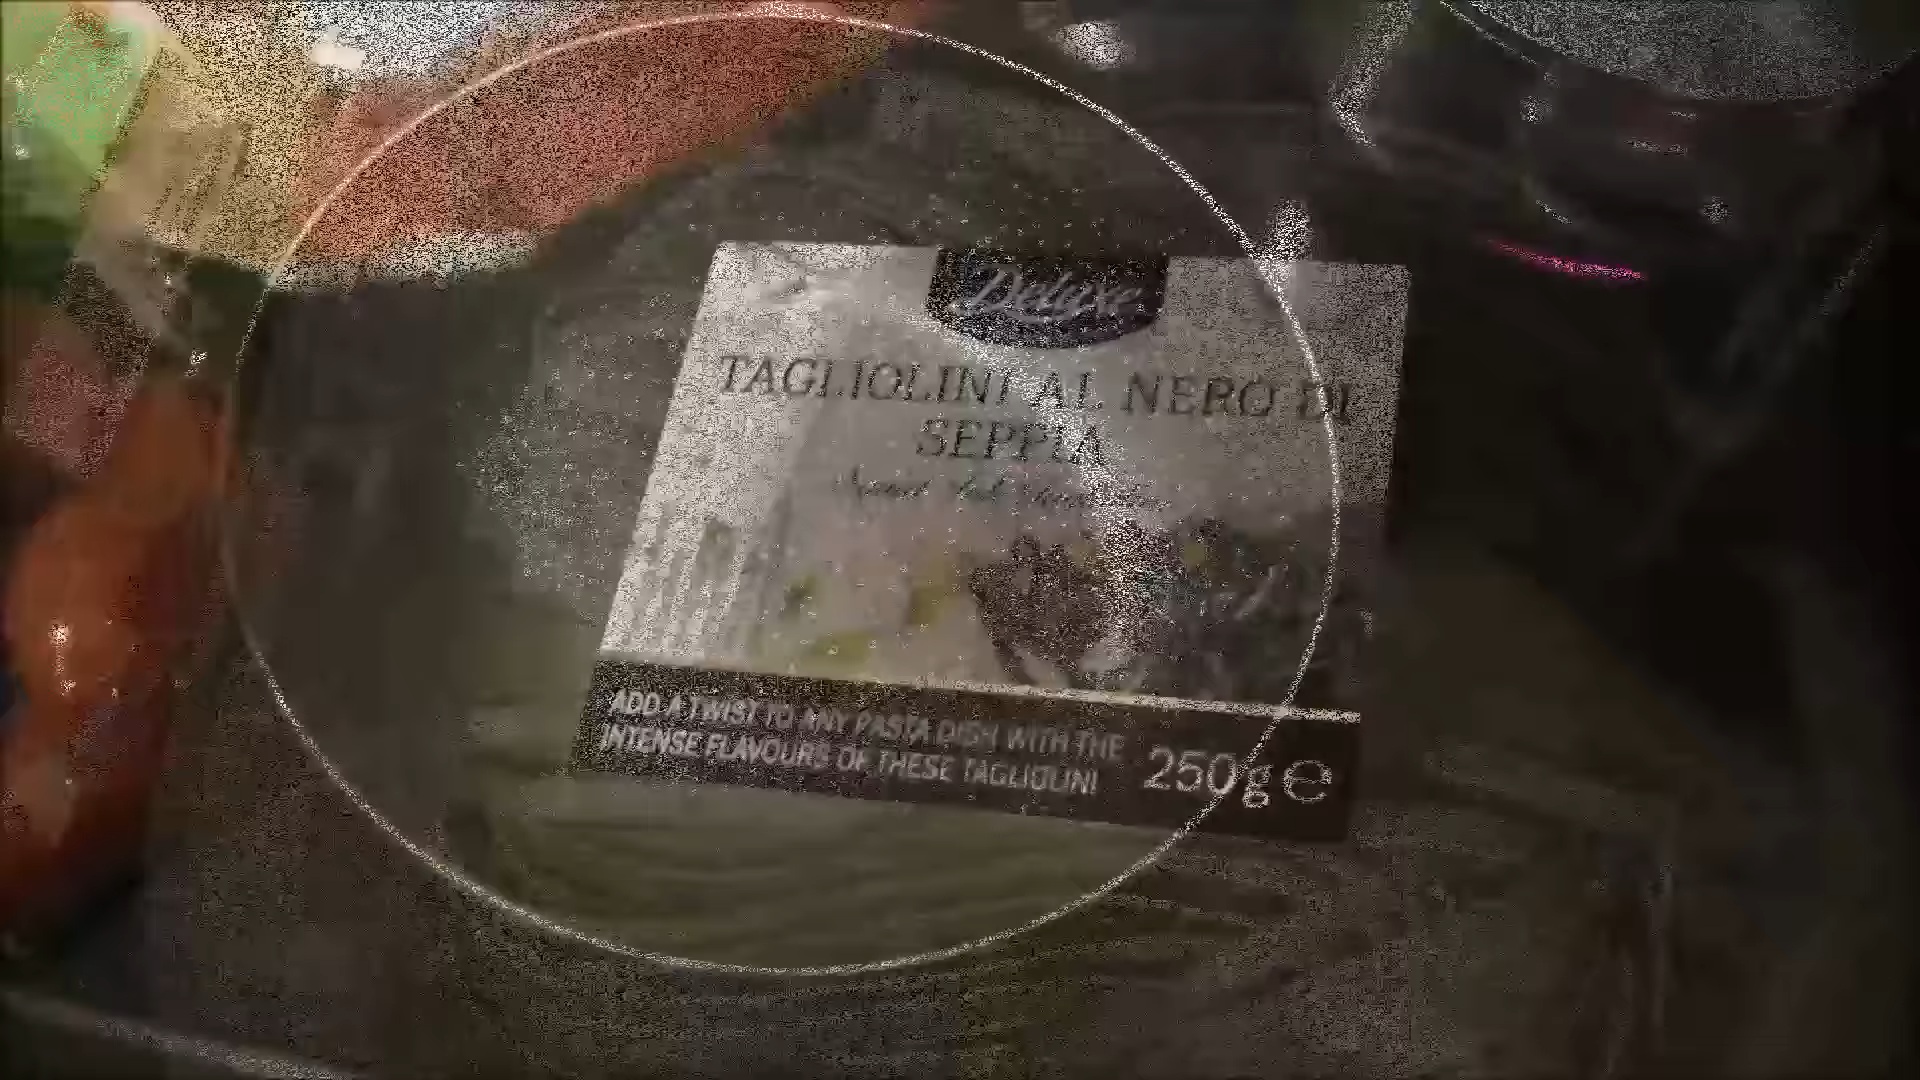 Deluxe
TAGLIOLINI AL NERO DI
SEPPIA
ADD A TWIST TO ANY PASTA DISH WITH THE
INTENSE FLAVOURS OF THESE TAGLIOLINI
250g e